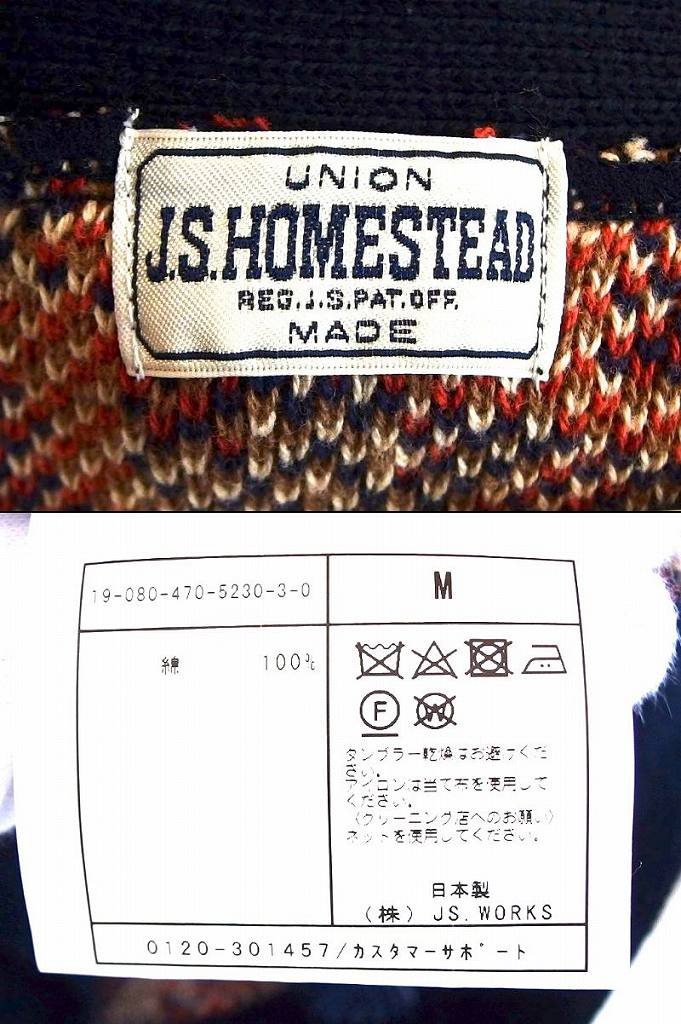 UNION
J.S.HOMESTEAD
REG.J.S.PAT.OFF.
MADE
19-080-470-5230-3-0
M
綿 100%
F
W
タンブラー乾燥はお避けくだ
さい。
アイロンは当て布を使用して
ください。
〈クリーニング店へのお願い〉
ネットを使用してください。
日本製
(株) JS.WORKS
0120-301457/カスタマーサポート